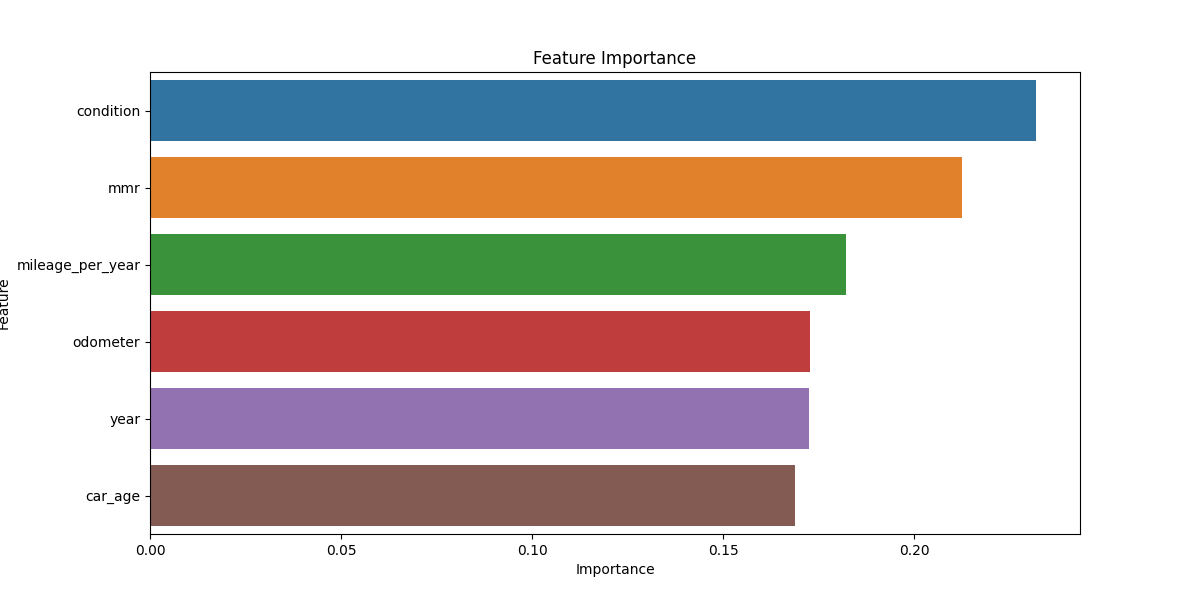 Feature Importance
condition
mmr
mileage_per_year
odometer
year
car_age
Feature
0.00 0.05 0.10 0.15 0.20
Importance